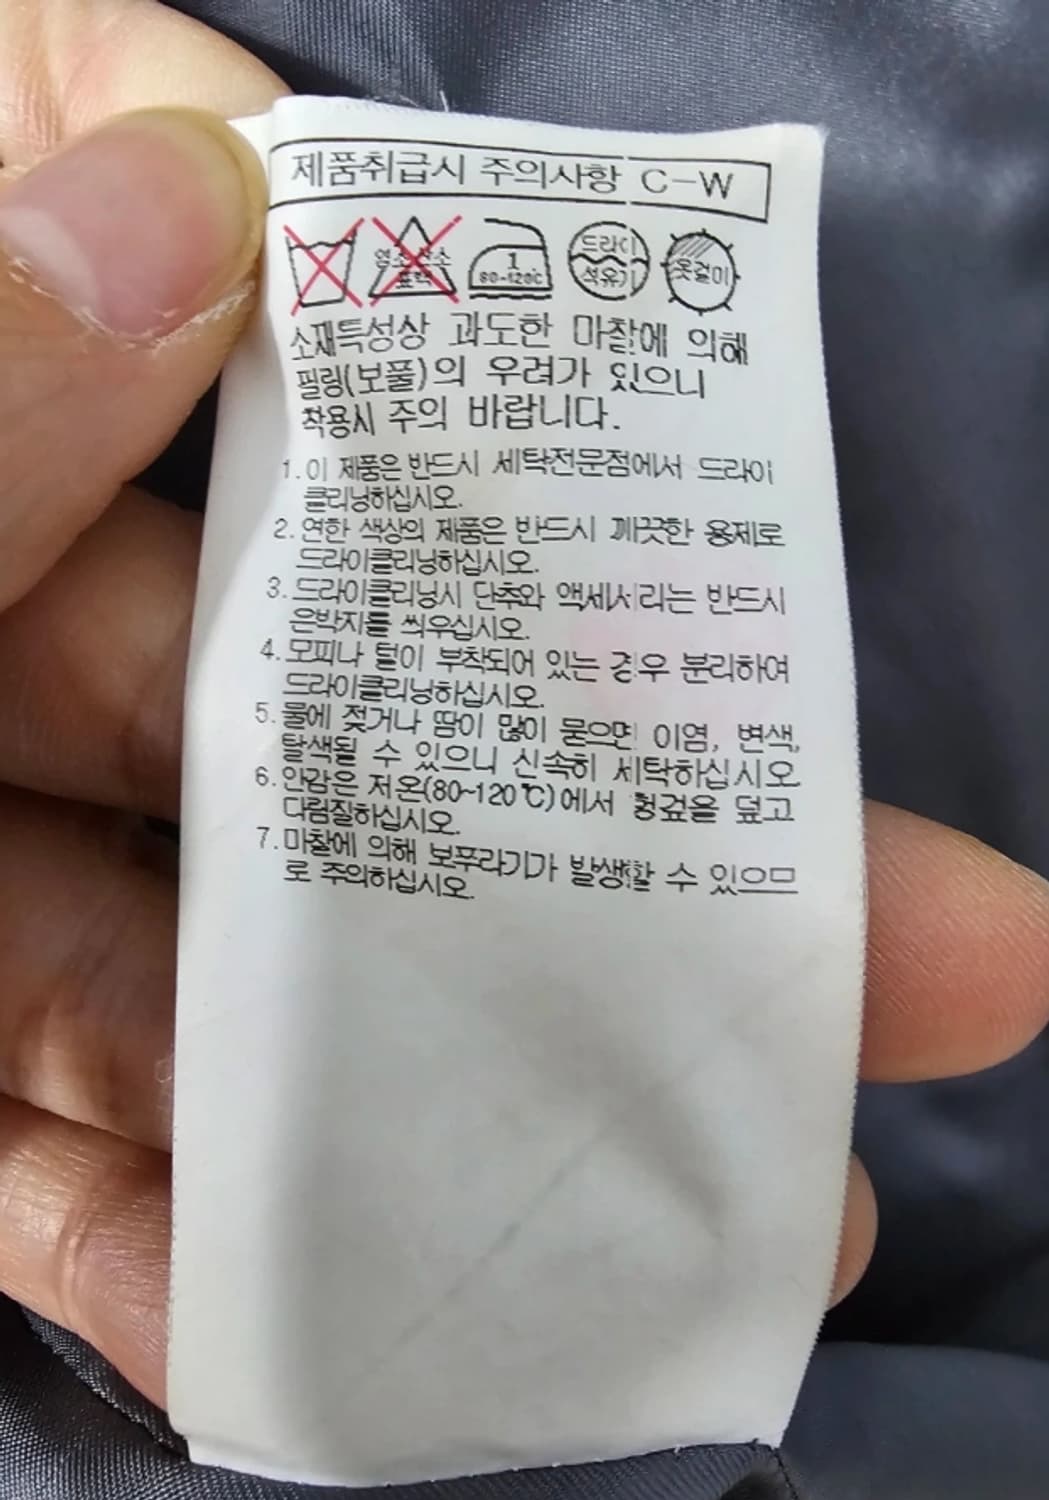 제품취급시 주의사항 C-W
염소산소
표백
1
80~120℃
드라이
석유기
옷걸이
소재특성상 과도한 마찰에 의해
필링(보풀)의 우려가 있으니
착용시 주의 바랍니다.
1.이 제품은 반드시 세탁전문점에서 드라이
클리닝하십시오.
2.연한 색상의 제품은 반드시 깨끗한 용제로
드라이클리닝하십시오.
3.드라이클리닝시 단추와 액세서리는 반드시
은박지를 씌우십시오.
4.모피나 털이 부착되어 있는 경우 분리하여
드라이클리닝하십시오.
5.물에 젖거나 땀이 많이 묻으면 이염, 변색,
탈색될 수 있으니 신속히 세탁하십시오
6.안감은 저온(80~120℃)에서 헝겊을 덮고
다림질하십시오.
7.마찰에 의해 보푸라기가 발생할 수 있으므
로 주의하십시오.